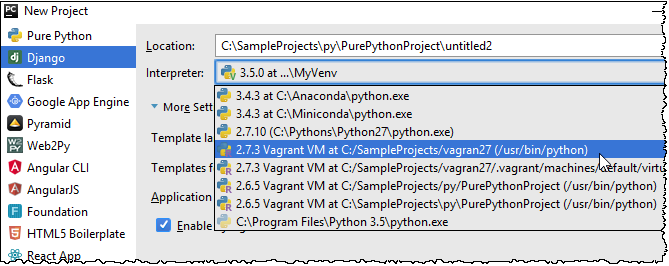 New Project
Pure Python
Django
Flask
Google App Engine
Pyramid
Web2Py
Angular CLI
AngularJS
Foundation
HTML5 Boilerplate
React App
Location: C:\SampleProjects\py\PurePythonProject\untitled2
Interpreter: 3.5.0 at ...\MyVenv
More Sett
Template la
Templates f
Application
Enable
3.4.3 at C:\Anaconda\python.exe
3.4.3 at C:\Miniconda\python.exe
2.7.10 (C:\Pythons\Python27\python.exe)
2.7.3 Vagrant VM at C:/SampleProjects/vagran27 (/usr/bin/python)
2.7.3 Vagrant VM at C:/SampleProjects/vagran27/.vagrant/machines/default/virtu
2.6.5 Vagrant VM at C:/SampleProjects/py/PurePythonProject (/usr/bin/python)
2.6.5 Vagrant VM at C:/SampleProjects/py/PurePythonProject (/usr/bin/python)
C:\Program Files\Python 3.5\python.exe